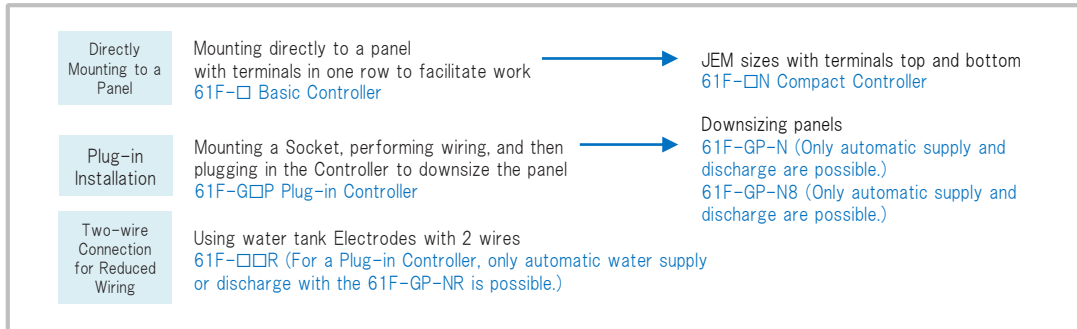 Directly
Mounting to a
Panel
Mounting directly to a panel
with terminals in one row to facilitate work
61F-□ Basic Controller
JEM sizes with terminals top and bottom
61F-□N Compact Controller
Plug-in
Installation
Mounting a Socket, performing wiring, and then
plugging in the Controller to downsize the panel
61F-G□P Plug-in Controller
Downsizing panels
61F-GP-N (Only automatic supply and
discharge are possible.)
61F-GP-N8 (Only automatic supply and
discharge are possible.)
Two-wire
Connection
for Reduced
Wiring
Using water tank Electrodes with 2 wires
61F-□□R (For a Plug-in Controller, only automatic water supply
or discharge with the 61F-GP-NR is possible.)